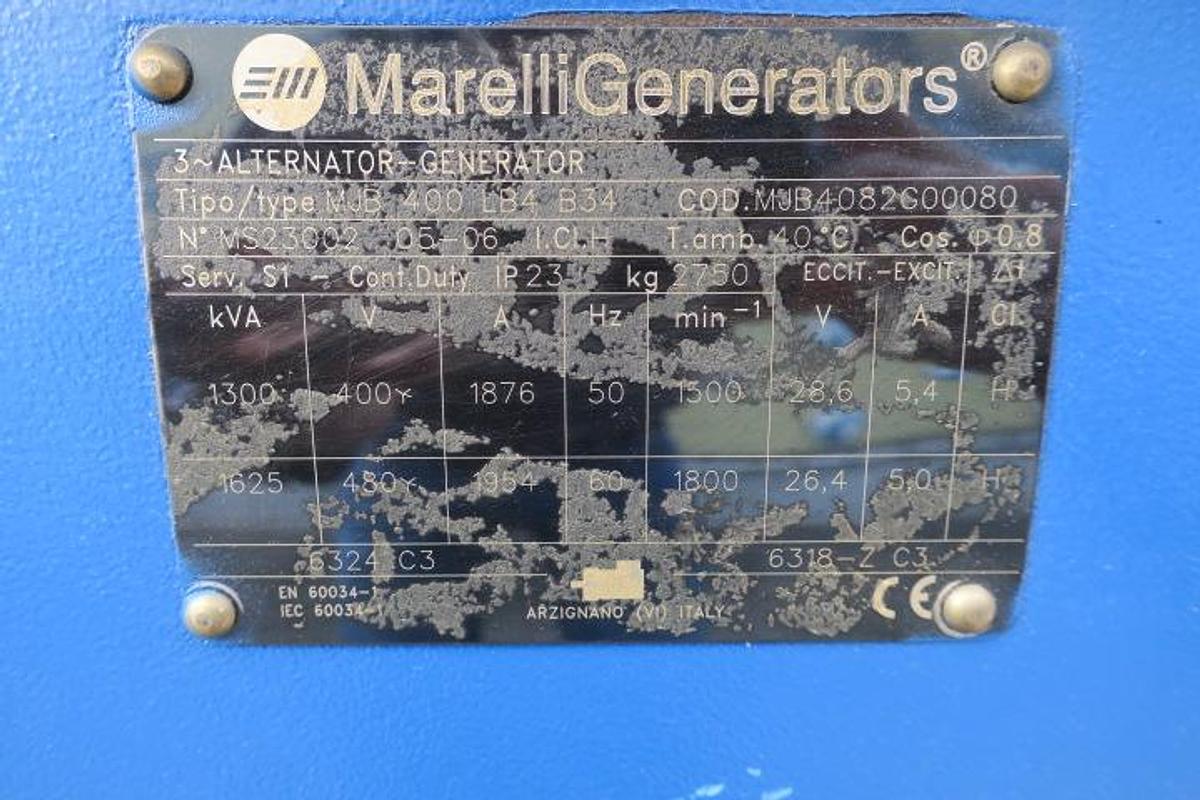 MarelliGenerators®
3~ALTERNATOR-GENERATOR
Tipo/type MJB 400 LB4 B34 COD.MJB4082G00080
N° MS23002 05-06 I.Cl.H T.amb.40°C Cos.φ0,8
Serv. S1 - Cont.Duty IP23 kg 2750 ECCIT.-EXCIT. Δt
kVA V A Hz min⁻¹ V A Cl.
1300 400Y 1876 50 1500 28,6 5,4 H
1625 480Y 1954 60 1800 26,4 5,0 H
6324 C3 6318-Z C3
EN 60034-1
IEC 60034-1
ARZIGNANO (VI) ITALY
CE